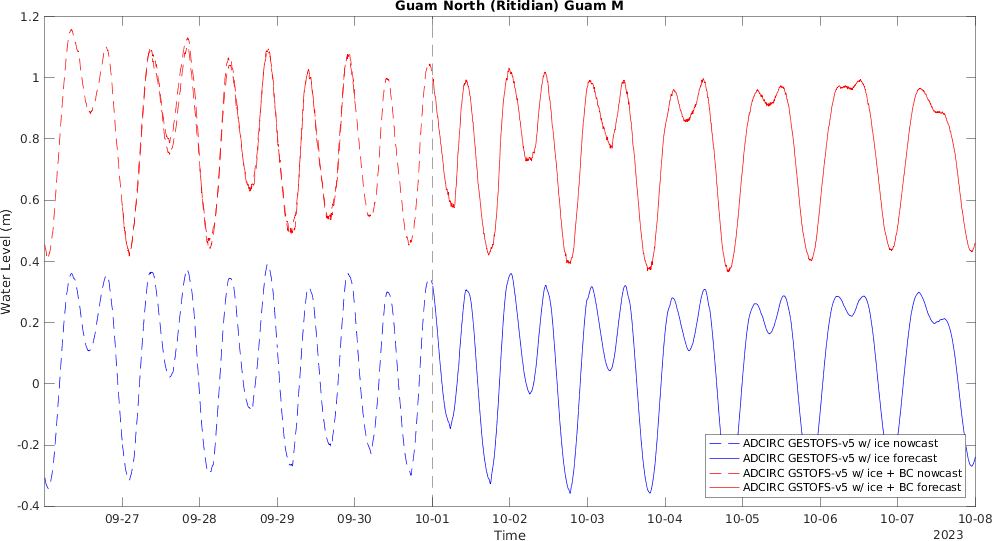 Guam North (Ritidian) Guam M
1.2
1
0.8
0.6
0.4
0.2
0
-0.2
-0.4
Water Level (m)
ADCIRC GESTOFS-v5 w/ ice nowcast
ADCIRC GESTOFS-v5 w/ ice forecast
ADCIRC GSTOFS-v5 w/ ice + BC nowcast
ADCIRC GSTOFS-v5 w/ ice + BC forecast
09-27 09-28 09-29 09-30 10-01 10-02 10-03 10-04 10-05 10-06 10-07 10-08
Time
2023